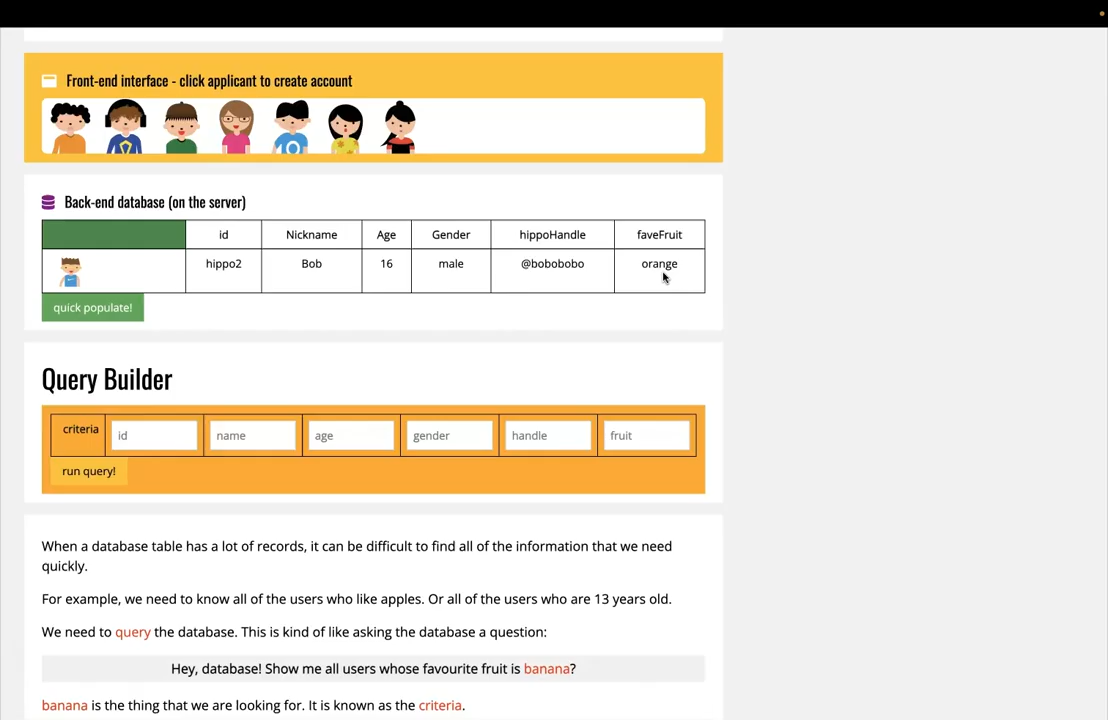 Front-end interface - click applicant to create account
Back-end database (on the server)
id Nickname Age Gender hippoHandle faveFruit
hippo2 Bob 16 male @bobobobo orange
quick populate!
Query Builder
criteria id name age gender handle fruit
run query!
When a database table has a lot of records, it can be difficult to find all of the information that we need
quickly.
For example, we need to know all of the users who like apples. Or all of the users who are 13 years old.
We need to query the database. This is kind of like asking the database a question:
Hey, database! Show me all users whose favourite fruit is banana?
banana is the thing that we are looking for. It is known as the criteria.